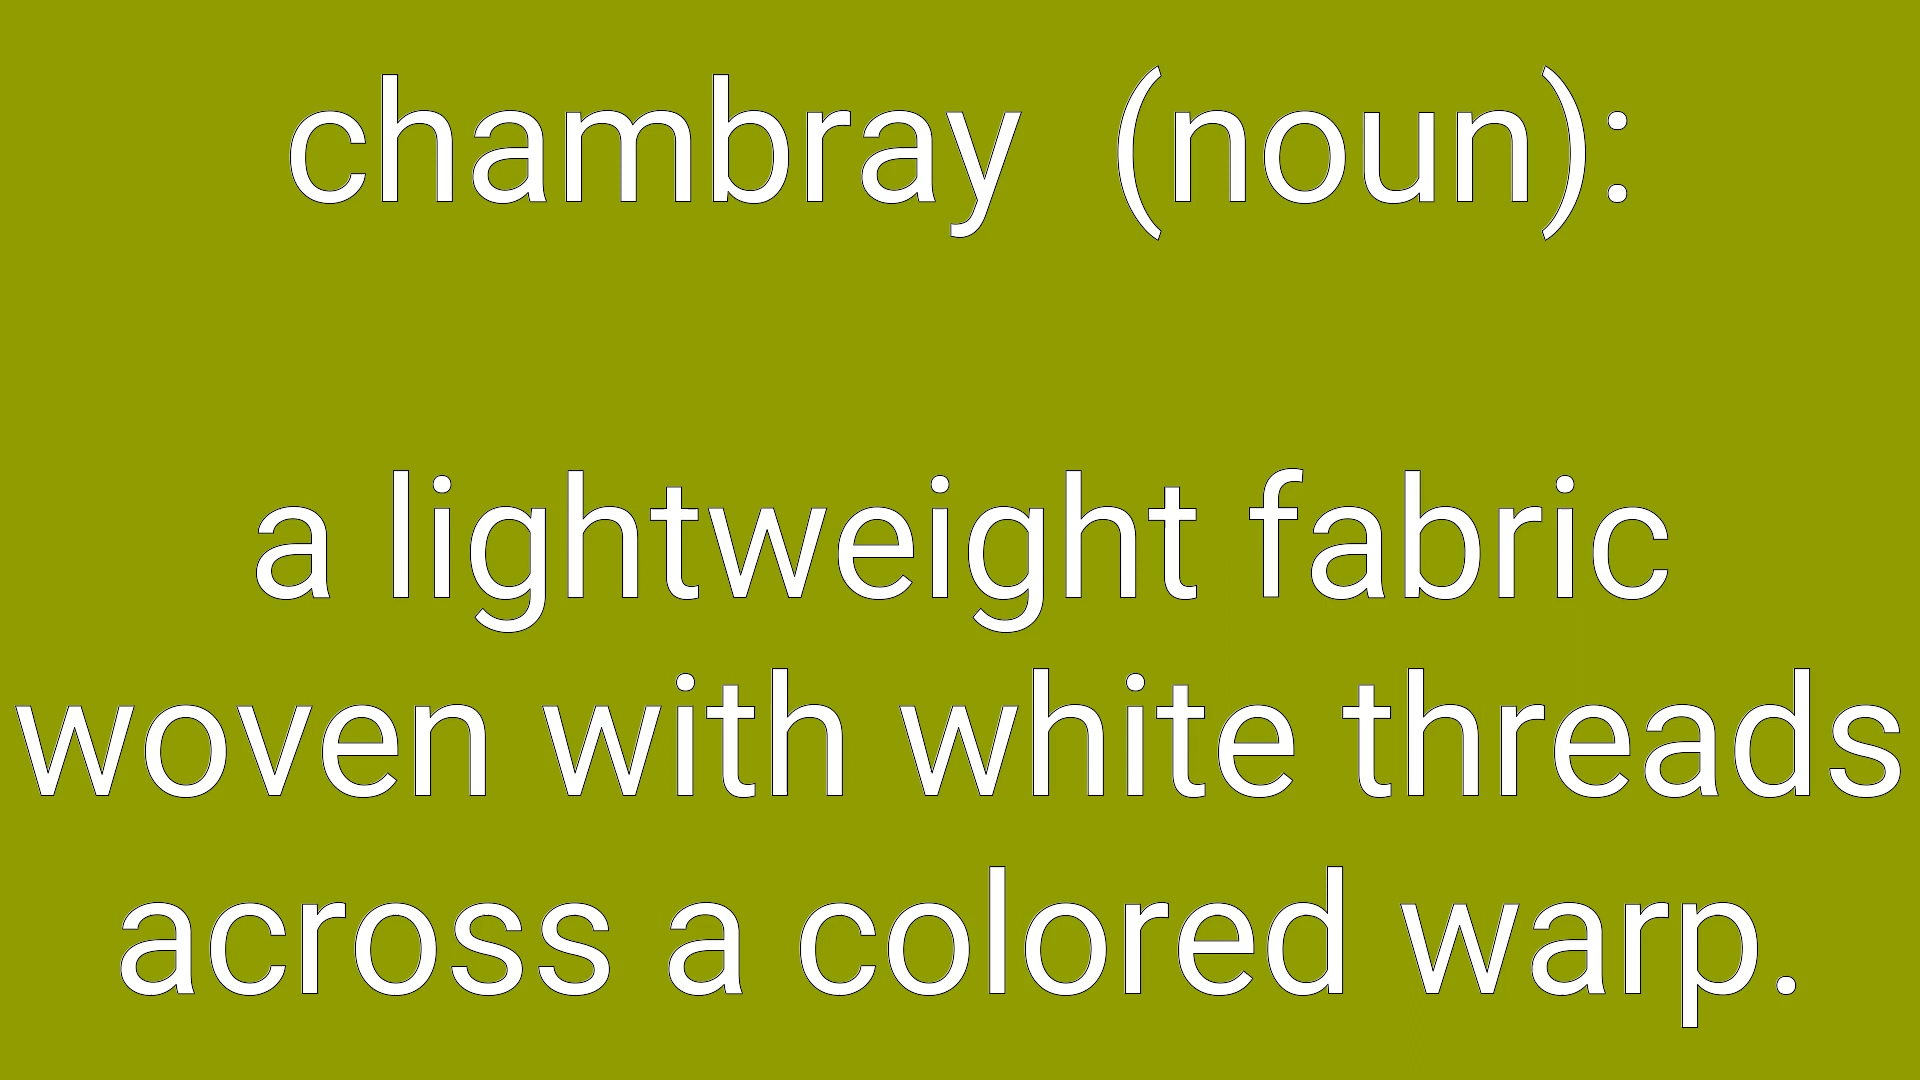 chambray  (noun):
a lightweight fabric
woven with white threads
across a colored warp.